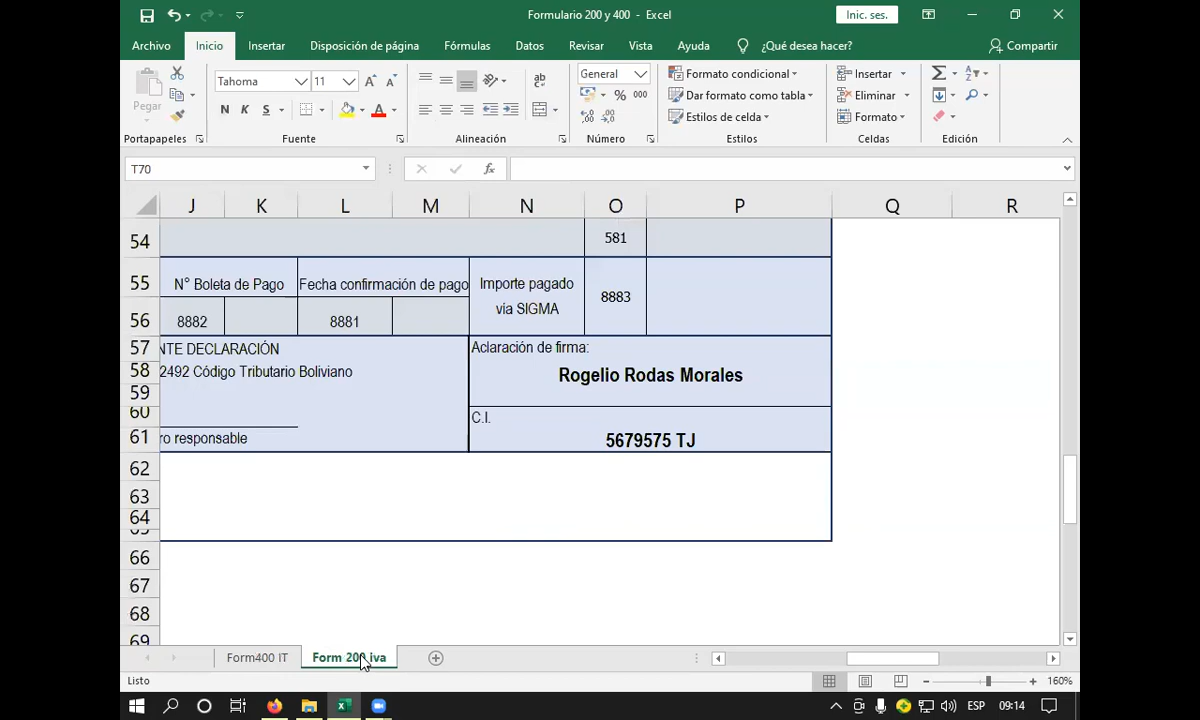 Formulario 200 y 400 - Excel
Inic. ses.
Archivo Inicio Insertar Disposición de página Fórmulas Datos Revisar Vista Ayuda ¿Qué desea hacer? Compartir
Pegar
Tahoma 11
N K S
General
% 000
Formato condicional
Dar formato como tabla
Estilos de celda
Insertar
Eliminar
Formato
Portapapeles Fuente Alineación Número Estilos Celdas Edición
T70 fx
J K L M N O P Q R
54 581
55 N° Boleta de Pago Fecha confirmación de pago Importe pagado
via SIGMA 8883
56 8882 8881
57 NTE DECLARACIÓN Aclaración de firma:
58 2492 Código Tributario Boliviano Rogelio Rodas Morales
59
60 C.I.
61 ro responsable 5679575 TJ
62
63
64
65
66
67
68
69
Form400 IT Form 200 iva
Listo 160%
ESP 09:14